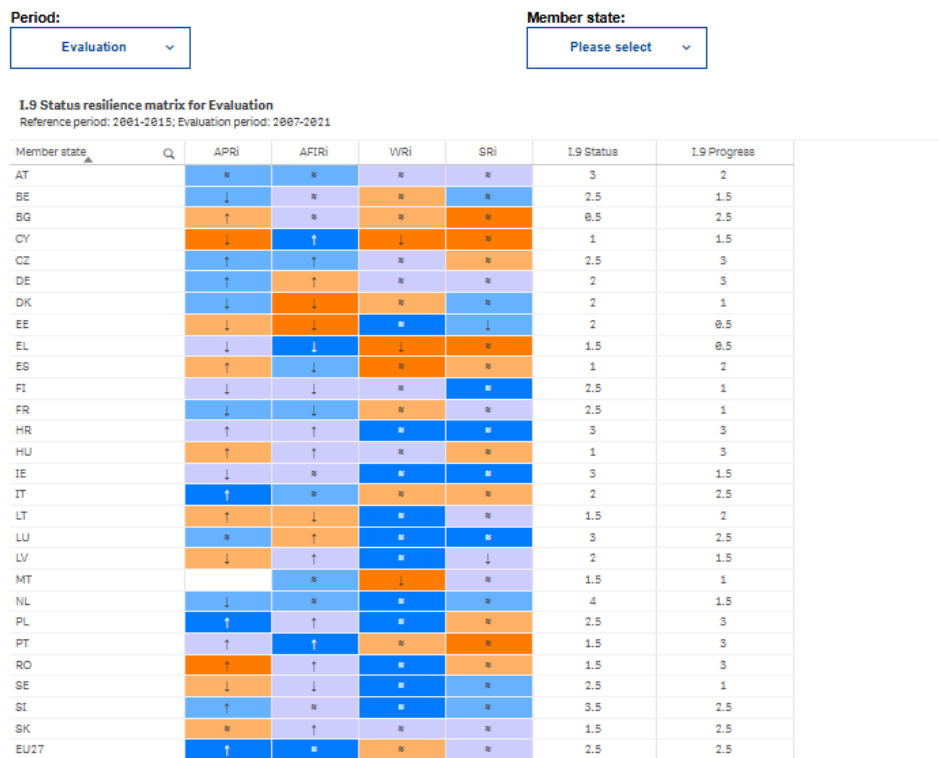 Period: Member state:
Evaluation Please select
I.9 Status resilience matrix for Evaluation
Reference period: 2001-2015; Evaluation period: 2007-2021
Member state APRi AFIRi WRi SRi I.9 Status I.9 Progress
AT ≈ ≈ ≈ ≈ 3 2
BE ↓ ≈ ≈ ≈ 2.5 1.5
BG ↑ ≈ ≈ ≈ 0.5 2.5
CY ↓ ↑ ↓ ≈ 1 1.5
CZ ↑ ↑ ≈ ≈ 2.5 3
DE ↑ ↑ ≈ ≈ 2 3
DK ↓ ↓ ≈ ≈ 2 1
EE ↓ ↓ ≈ ↓ 2 0.5
EL ↓ ↓ ↓ ≈ 1.5 0.5
ES ↑ ↓ ≈ ≈ 1 2
FI ↓ ↓ ≈ ≈ 2.5 1
FR ↓ ↓ ≈ ≈ 2.5 1
HR ↑ ↑ ≈ ≈ 3 3
HU ↑ ↑ ≈ ≈ 1 3
IE ↓ ≈ ≈ ≈ 3 1.5
IT ↑ ≈ ≈ ≈ 2 2.5
LT ↑ ↓ ≈ ≈ 1.5 2
LU ≈ ↑ ≈ ≈ 3 2.5
LV ↓ ↑ ≈ ↓ 2 1.5
MT ≈ ↓ ≈ 1.5 1
NL ↓ ≈ ≈ ≈ 4 1.5
PL ↑ ↑ ≈ ≈ 2.5 3
PT ↑ ↑ ≈ ≈ 1.5 3
RO ↑ ↑ ≈ ≈ 1.5 3
SE ↓ ↓ ≈ ≈ 2.5 1
SI ↑ ≈ ≈ ≈ 3.5 2.5
SK ≈ ↑ ≈ ≈ 1.5 2.5
EU27 ↑ ≈ ≈ ≈ 2.5 2.5